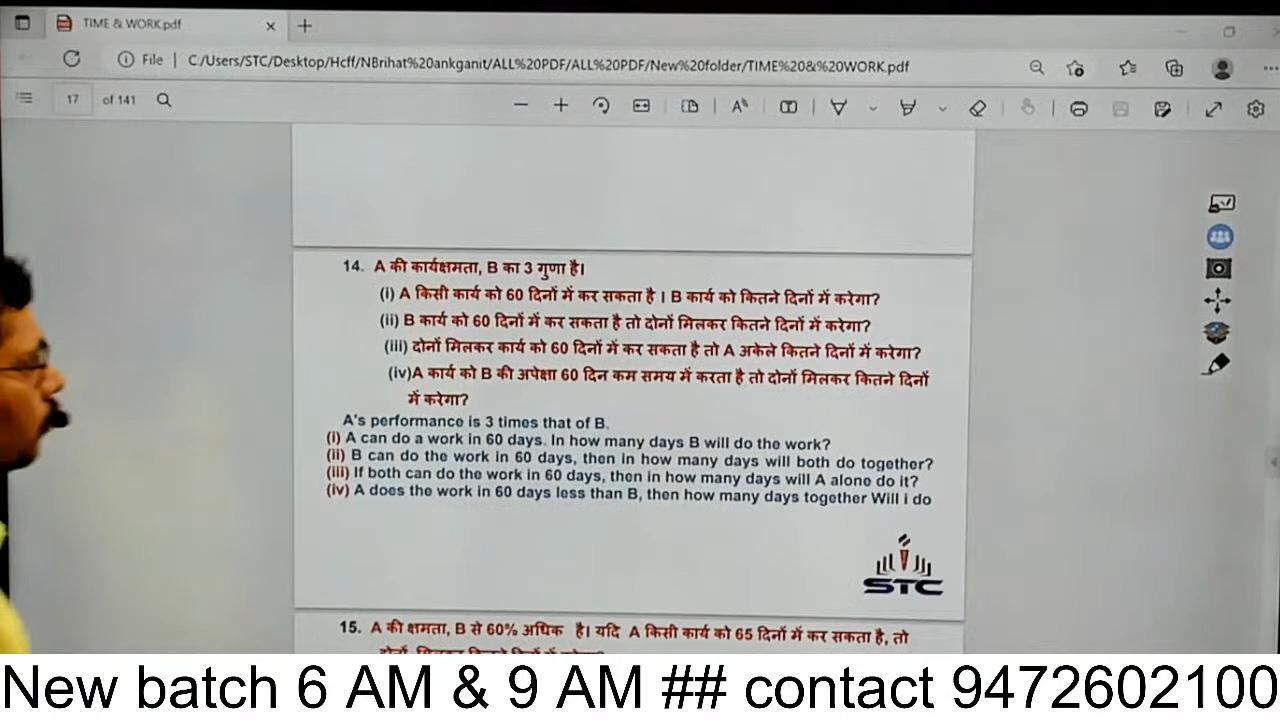 TIME & WORK.pdf
File | C:/Users/STC/Desktop/Hcff/NBrihat%20ankganit/ALL%20PDF/ALL%20PDF/New%20folder/TIME%20&%20WORK.pdf
17 of 141
14. A की कार्यक्षमता, B का 3 गुणा है।
(i) A किसी कार्य को 60 दिनों में कर सकता है । B कार्य को कितने दिनों में करेगा?
(ii) B कार्य को 60 दिनों में कर सकता है तो दोनों मिलकर कितने दिनों में करेगा?
(iii) दोनों मिलकर कार्य को 60 दिनों में कर सकता है तो A अकेले कितने दिनों में करेगा?
(iv)A कार्य को B की अपेक्षा 60 दिन कम समय में करता है तो दोनों मिलकर कितने दिनों
में करेगा?
A's performance is 3 times that of B.
(i) A can do a work in 60 days. In how many days B will do the work?
(ii) B can do the work in 60 days, then in how many days will both do together?
(iii) If both can do the work in 60 days, then in how many days will A alone do it?
(iv) A does the work in 60 days less than B, then how many days together Will i do
STC
15. A की क्षमता, B से 60% अधिक है। यदि A किसी कार्य को 65 दिनों में कर सकता है, तो
New batch 6 AM & 9 AM ## contact 9472602100